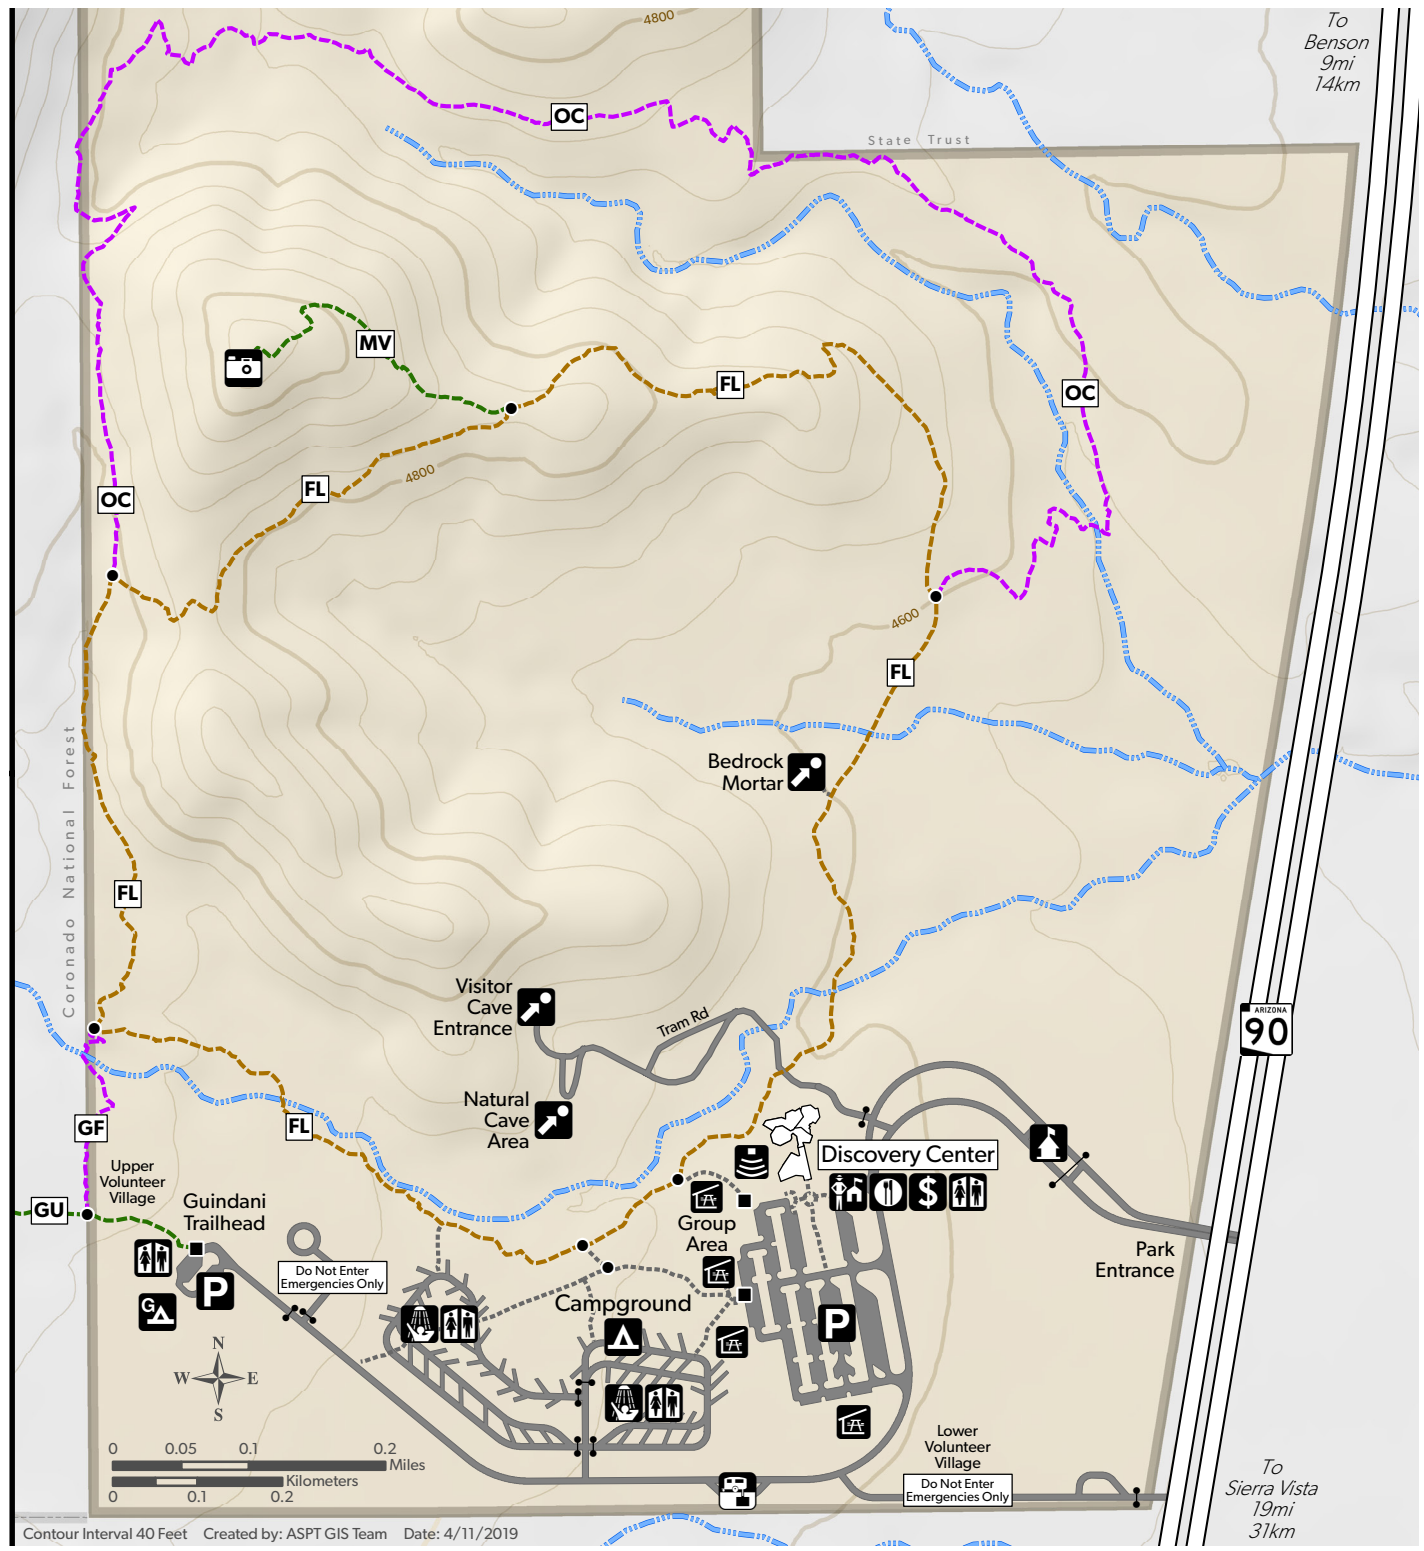 4800
To
Benson
9mi
14km
OC
State Trust
MV
FL
OC
4800
FL
OC
4600
FL
Bedrock
Mortar
Coronado National Forest
FL
Visitor
Cave
Entrance
Tram Rd
ARIZONA
90
Natural
Cave
Area
GF
FL
Discovery Center
$
Upper
Volunteer
Village
GU
Guindani
Trailhead
Group
Area
Park
Entrance
Do Not Enter
Emergencies Only
P
G
Campground
P
N
W E
S
Lower
Volunteer
Village
Do Not Enter
Emergencies Only
0 0.05 0.1 0.2
Miles
Kilometers
0 0.1 0.2
To
Sierra Vista
19mi
31km
Contour Interval 40 Feet Created by: ASPT GIS Team Date: 4/11/2019